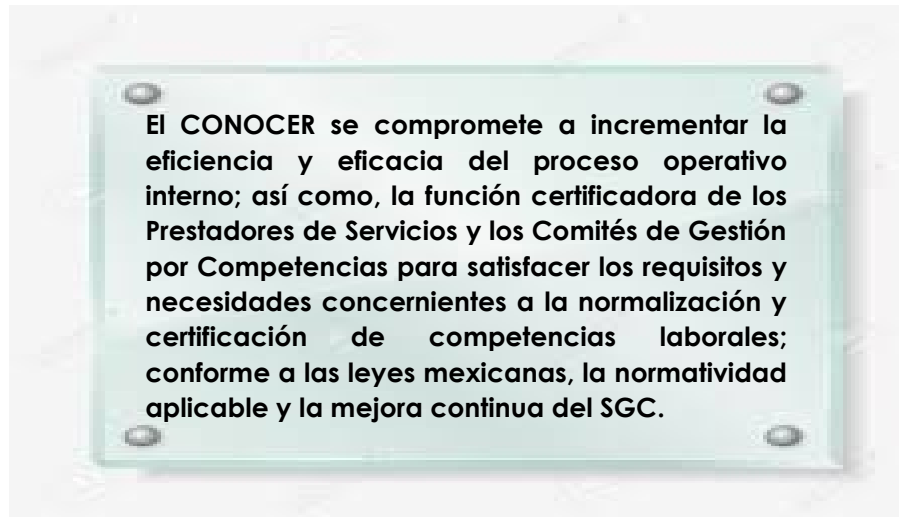 El CONOCER se compromete a incrementar la
eficiencia y eficacia del proceso operativo
interno; así como, la función certificadora de los
Prestadores de Servicios y los Comités de Gestión
por Competencias para satisfacer los requisitos y
necesidades concernientes a la normalización y
certificación de competencias laborales;
conforme a las leyes mexicanas, la normatividad
aplicable y la mejora continua del SGC.